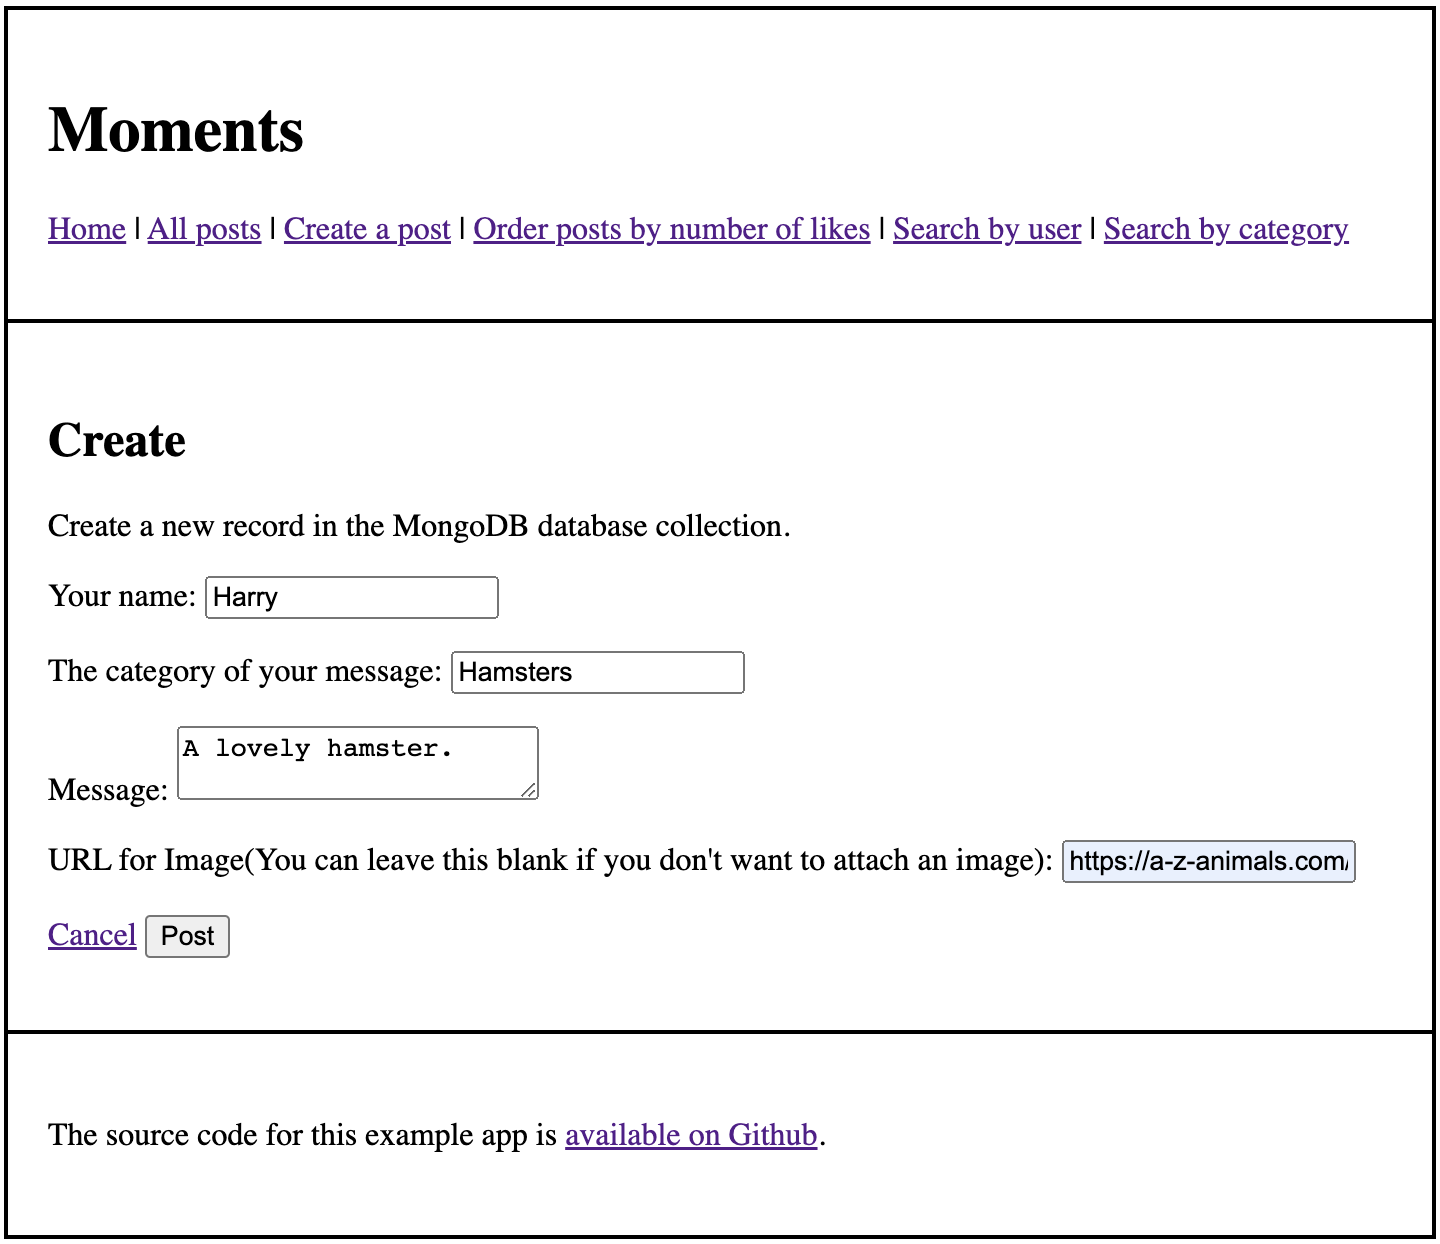 Moments
Home | All posts | Create a post | Order posts by number of likes | Search by user | Search by category
Create
Create a new record in the MongoDB database collection.
Your name: Harry
The category of your message: Hamsters
Message: A lovely hamster.
URL for Image(You can leave this blank if you don't want to attach an image): https://a-z-animals.com/
Cancel Post
The source code for this example app is available on Github.